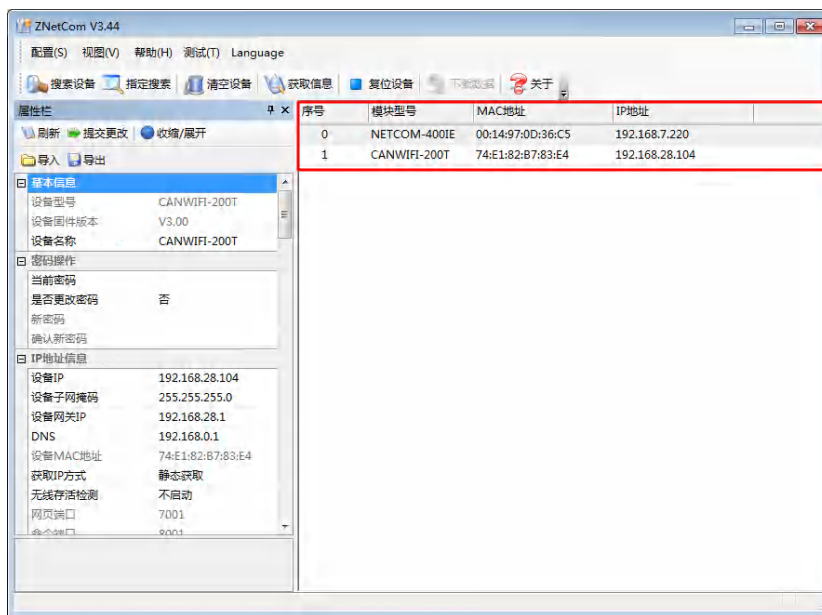 ZNetCom V3.44
配置(S) 视图(V) 帮助(H) 测试(T) Language
搜索设备 指定搜索 清空设备 获取信息 复位设备 下载数据 关于
属性栏
刷新 提交更改 收缩/展开
导入 导出
序号 模块型号 MAC地址 IP地址
0 NETCOM-400IE 00:14:97:0D:36:C5 192.168.7.220
1 CANWIFI-200T 74:E1:82:B7:83:E4 192.168.28.104
基本信息
设备型号 CANWIFI-200T
设备固件版本 V3.00
设备名称 CANWIFI-200T
密码操作
当前密码
是否更改密码 否
新密码
确认新密码
IP地址信息
设备IP 192.168.28.104
设备子网掩码 255.255.255.0
设备网关IP 192.168.28.1
DNS 192.168.0.1
设备MAC地址 74:E1:82:B7:83:E4
获取IP方式 静态获取
无线存活检测 不启动
网页端口 7001
命令端口 8001